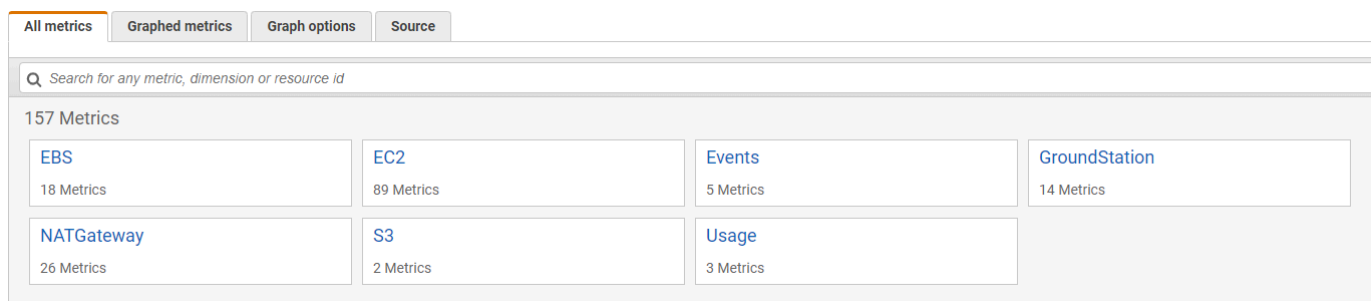 All metrics Graphed metrics Graph options Source
Search for any metric, dimension or resource id
157 Metrics
EBS EC2 Events GroundStation
18 Metrics 89 Metrics 5 Metrics 14 Metrics
NATGateway S3 Usage
26 Metrics 2 Metrics 3 Metrics